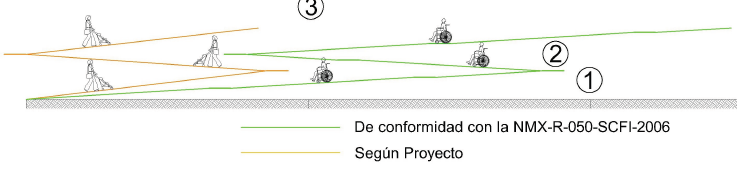 3
2
1
De conformidad con la NMX-R-050-SCFI-2006
Según Proyecto